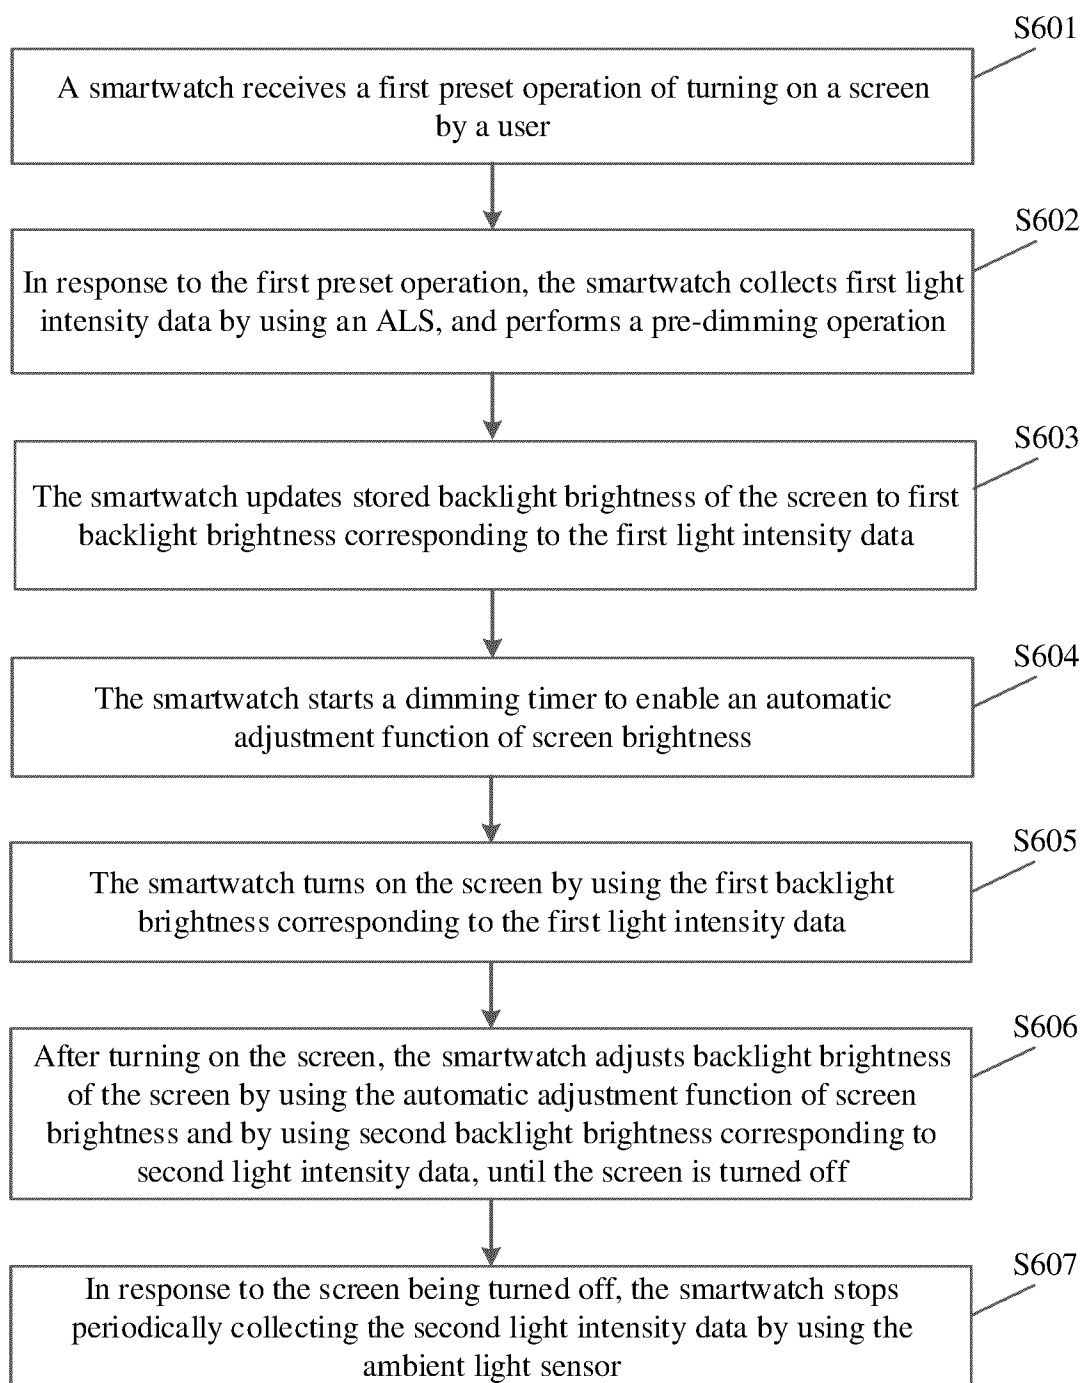 S601
A smartwatch receives a first preset operation of turning on a screen
by a user
S602
In response to the first preset operation, the smartwatch collects first light
intensity data by using an ALS, and performs a pre-dimming operation
S603
The smartwatch updates stored backlight brightness of the screen to first
backlight brightness corresponding to the first light intensity data
S604
The smartwatch starts a dimming timer to enable an automatic
adjustment function of screen brightness
S605
The smartwatch turns on the screen by using the first backlight
brightness corresponding to the first light intensity data
S606
After turning on the screen, the smartwatch adjusts backlight brightness
of the screen by using the automatic adjustment function of screen
brightness and by using second backlight brightness corresponding to
second light intensity data, until the screen is turned off
S607
In response to the screen being turned off, the smartwatch stops
periodically collecting the second light intensity data by using the
ambient light sensor